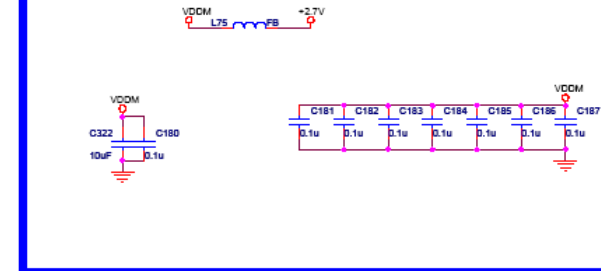 VDDM +2.7V
L75 FB
VDDM
C322 C180
10uF 0.1u
VDDM
C181 C182 C183 C184 C185 C186 C187
0.1u 0.1u 0.1u 0.1u 0.1u 0.1u 0.1u